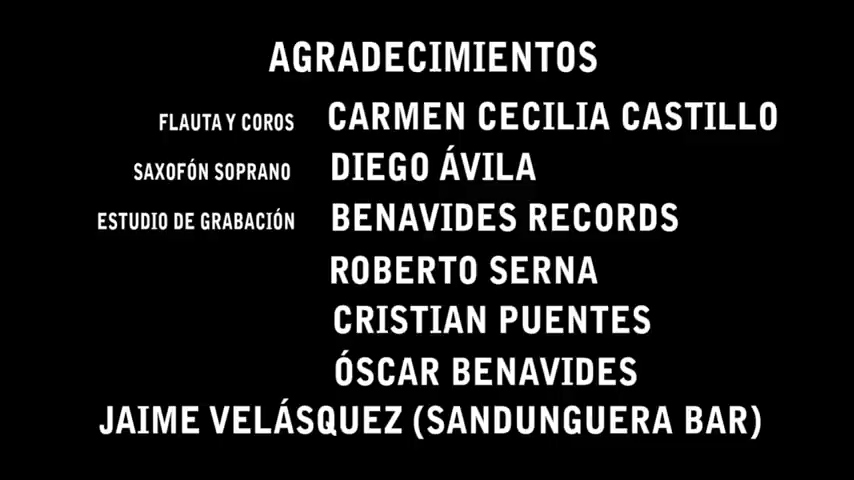 AGRADECIMIENTOS
FLAUTA Y COROS CARMEN CECILIA CASTILLO
SAXOFÓN SOPRANO DIEGO ÁVILA
ESTUDIO DE GRABACIÓN BENAVIDES RECORDS
ROBERTO SERNA
CRISTIAN PUENTES
ÓSCAR BENAVIDES
JAIME VELÁSQUEZ (SANDUNGUERA BAR)